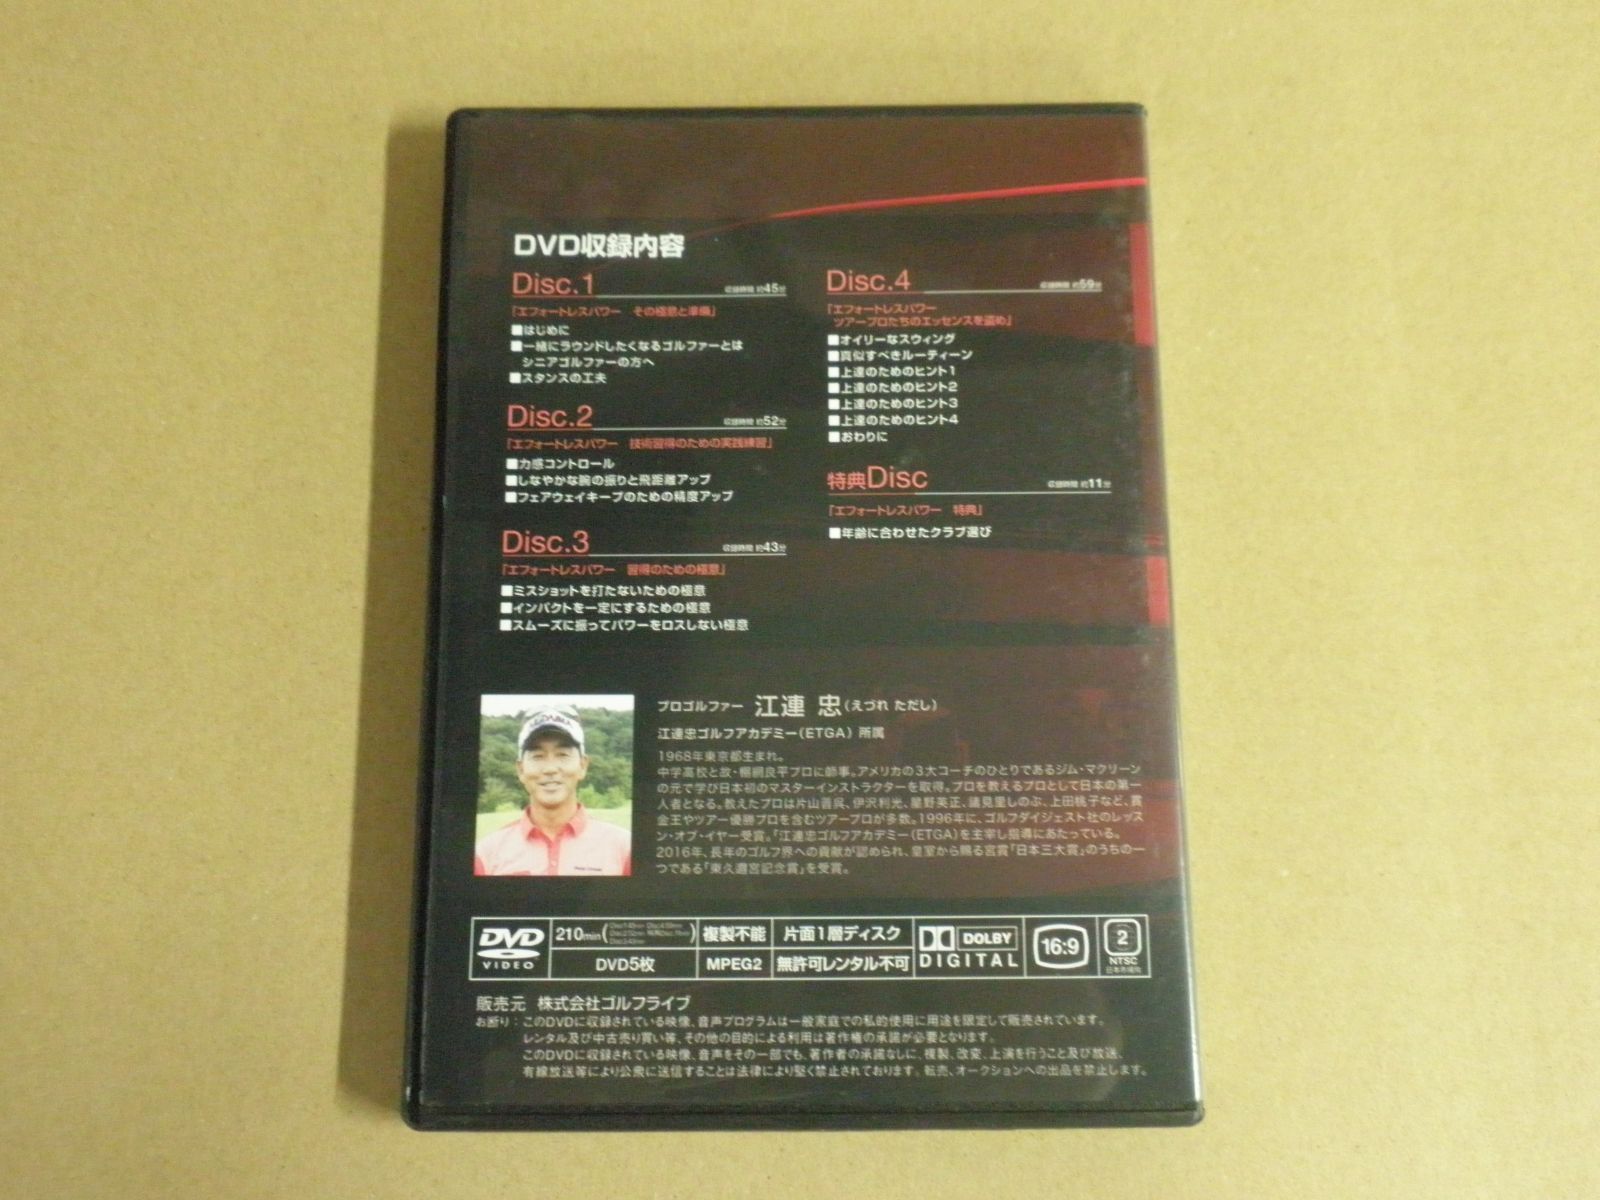 DVD収録内容
Disc.1 収録時間 約45分
「エフォートレスパワー その極意と準備」
■はじめに
■一緒にラウンドしたくなるゴルファーとは
シニアゴルファーの方へ
■スタンスの工夫
Disc.2 収録時間 約52分
「エフォートレスパワー 技術習得のための実践練習」
■力感コントロール
■しなやかな腕の振りと飛距離アップ
■フェアウェイキープのための精度アップ
Disc.3 収録時間 約43分
「エフォートレスパワー 習得のための極意」
■ミスショットを打たないための極意
■インパクトを一定にするための極意
■スムーズに振ってパワーをロスしない極意
Disc.4 収録時間 約59分
「エフォートレスパワー
ツアープロたちのエッセンスを盗め」
■オイリーなスウィング
■真似すべきルーティーン
■上達のためのヒント1
■上達のためのヒント2
■上達のためのヒント3
■上達のためのヒント4
■おわりに
特典Disc 収録時間 約11分
「エフォートレスパワー 特典」
■年齢に合わせたクラブ選び
プロゴルファー 江連 忠(えづれ ただし)
江連忠ゴルフアカデミー(ETGA) 所属
1968年東京都生まれ。
中学高校と故・棚網良平プロに師事。アメリカの3大コーチのひとりであるジム・マクリーン
の元で学び日本初のマスターインストラクターを取得。プロを教えるプロとして日本の第一
人者となる。教えたプロは片山晋呉、伊沢利光、星野英正、諸見里しのぶ、上田桃子など、賞
金王やツアー優勝プロを含むツアープロが多数。1996年に、ゴルフダイジェスト社のレッス
ン・オブ・イヤー受賞。「江連忠ゴルフアカデミー(ETGA)を主宰し指導にあたっている。
2016年、長年のゴルフ界への貢献が認められ、皇室から賜る宮賞「日本三大賞」のうちの一
つである「東久邇宮記念賞」を受賞。
DVD VIDEO
210min
DVD5枚
複製不能
MPEG2
片面1層ディスク
無許可レンタル不可
DOLBY
DIGITAL
16:9
2
NTSC
日本市場向
販売元 株式会社ゴルフライブ
お断り:このDVDに収録されている映像、音声プログラムは一般家庭での私的使用に用途を限定して販売されています。
レンタル及び中古売り買い等、その他の目的による利用は著作権の承諾が必要となります。
このDVDに収録されている映像、音声をその一部でも、著作者の承諾なしに、複製、改変、上演を行うこと及び放送、
有線放送等により公衆に送信することは法律により堅く禁止されております。転売、オークションへの出品を禁止します。